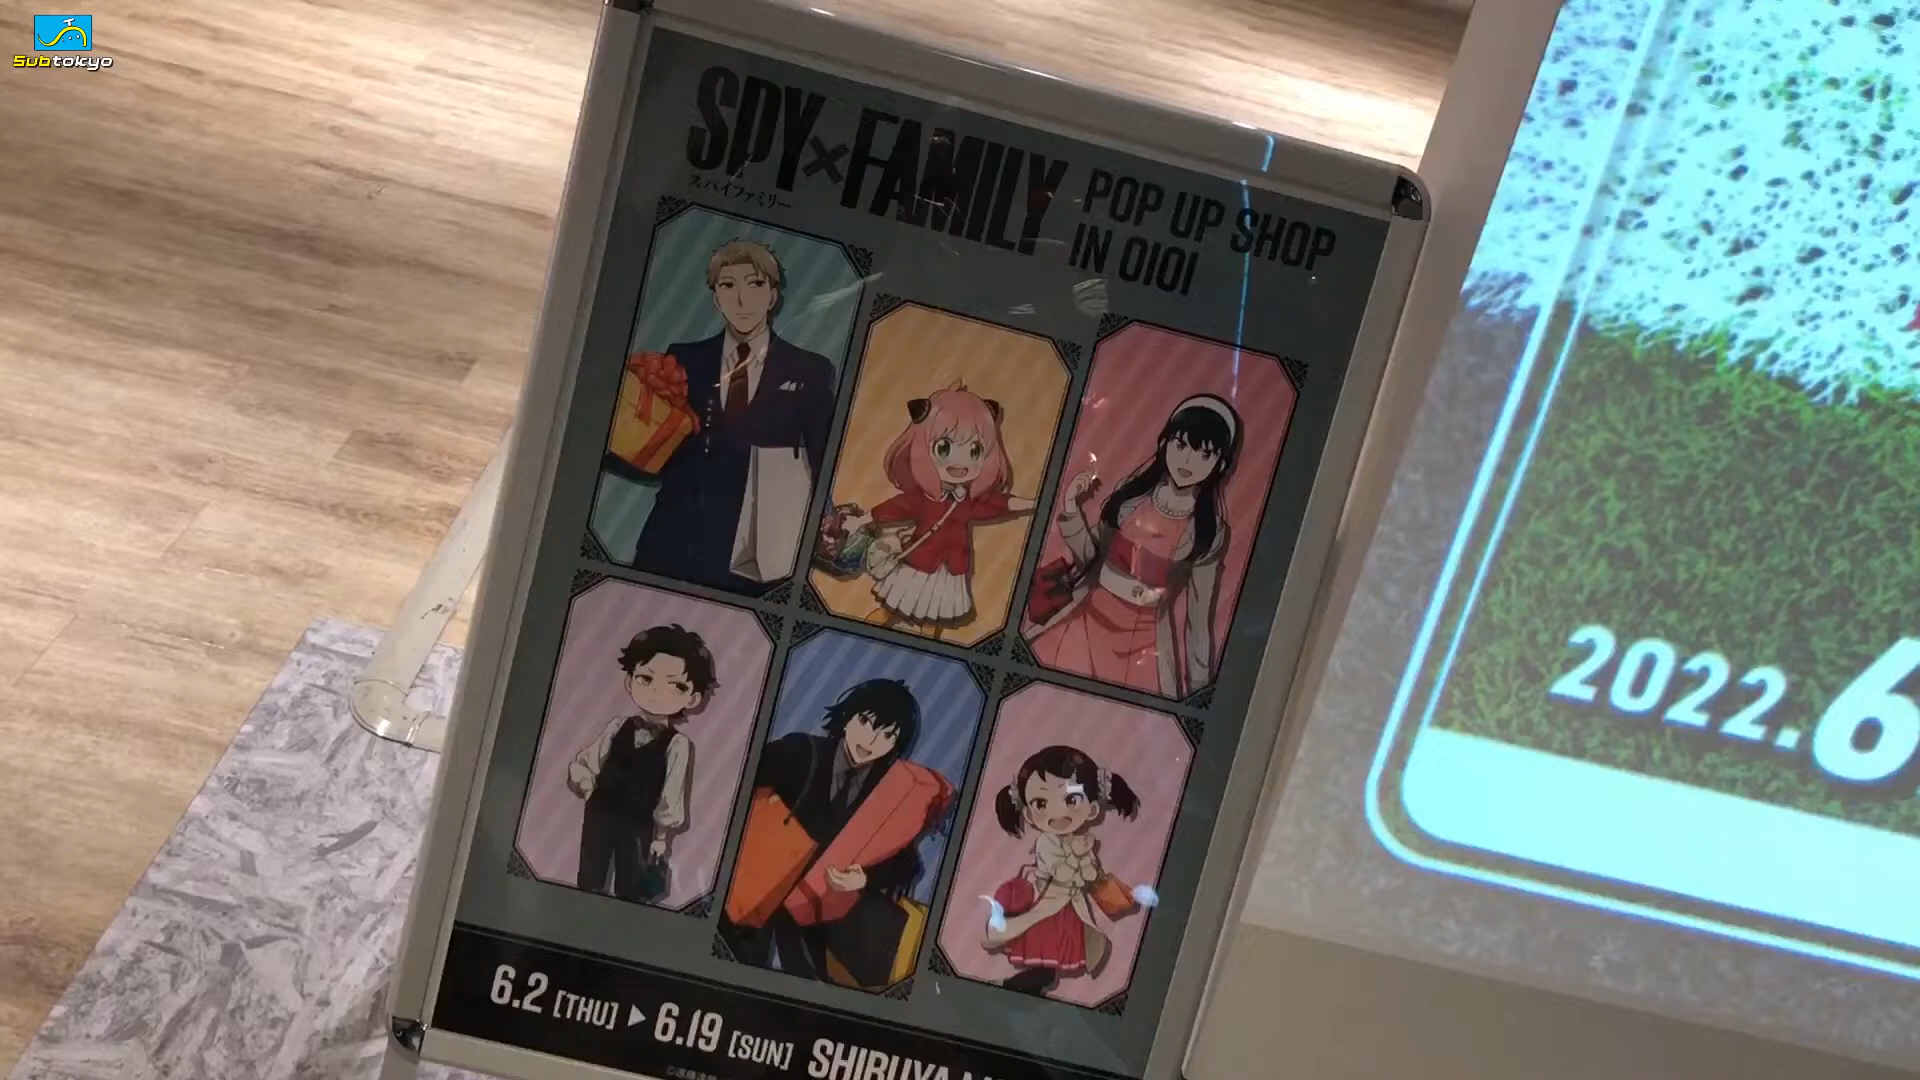 Subtokyo
SPY×FAMILY
スパイファミリー
POP UP SHOP
IN OIOI
2022.6
6.2 [THU] ▶ 6.19 [SUN] SHIBUYA